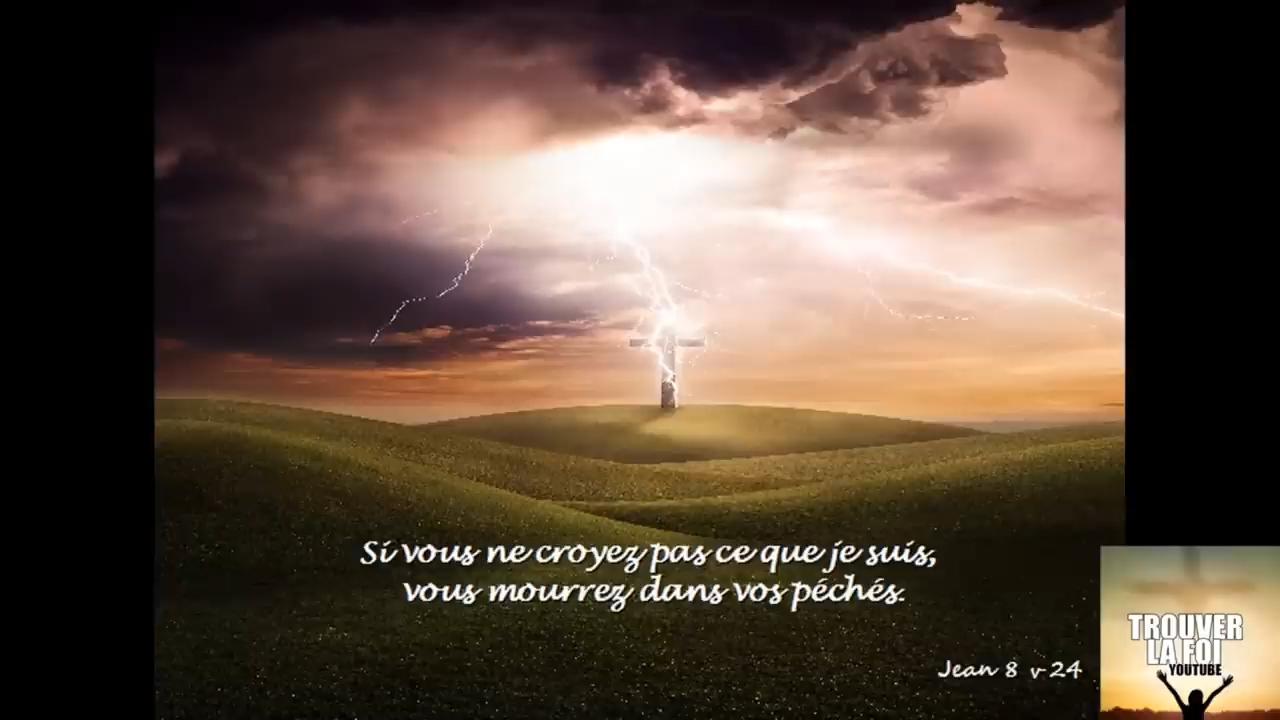 Si vous ne croyez pas ce que je suis,
vous mourrez dans vos péchés.
Jean 8 v 24
TROUVER
LA FOI
YOUTUBE